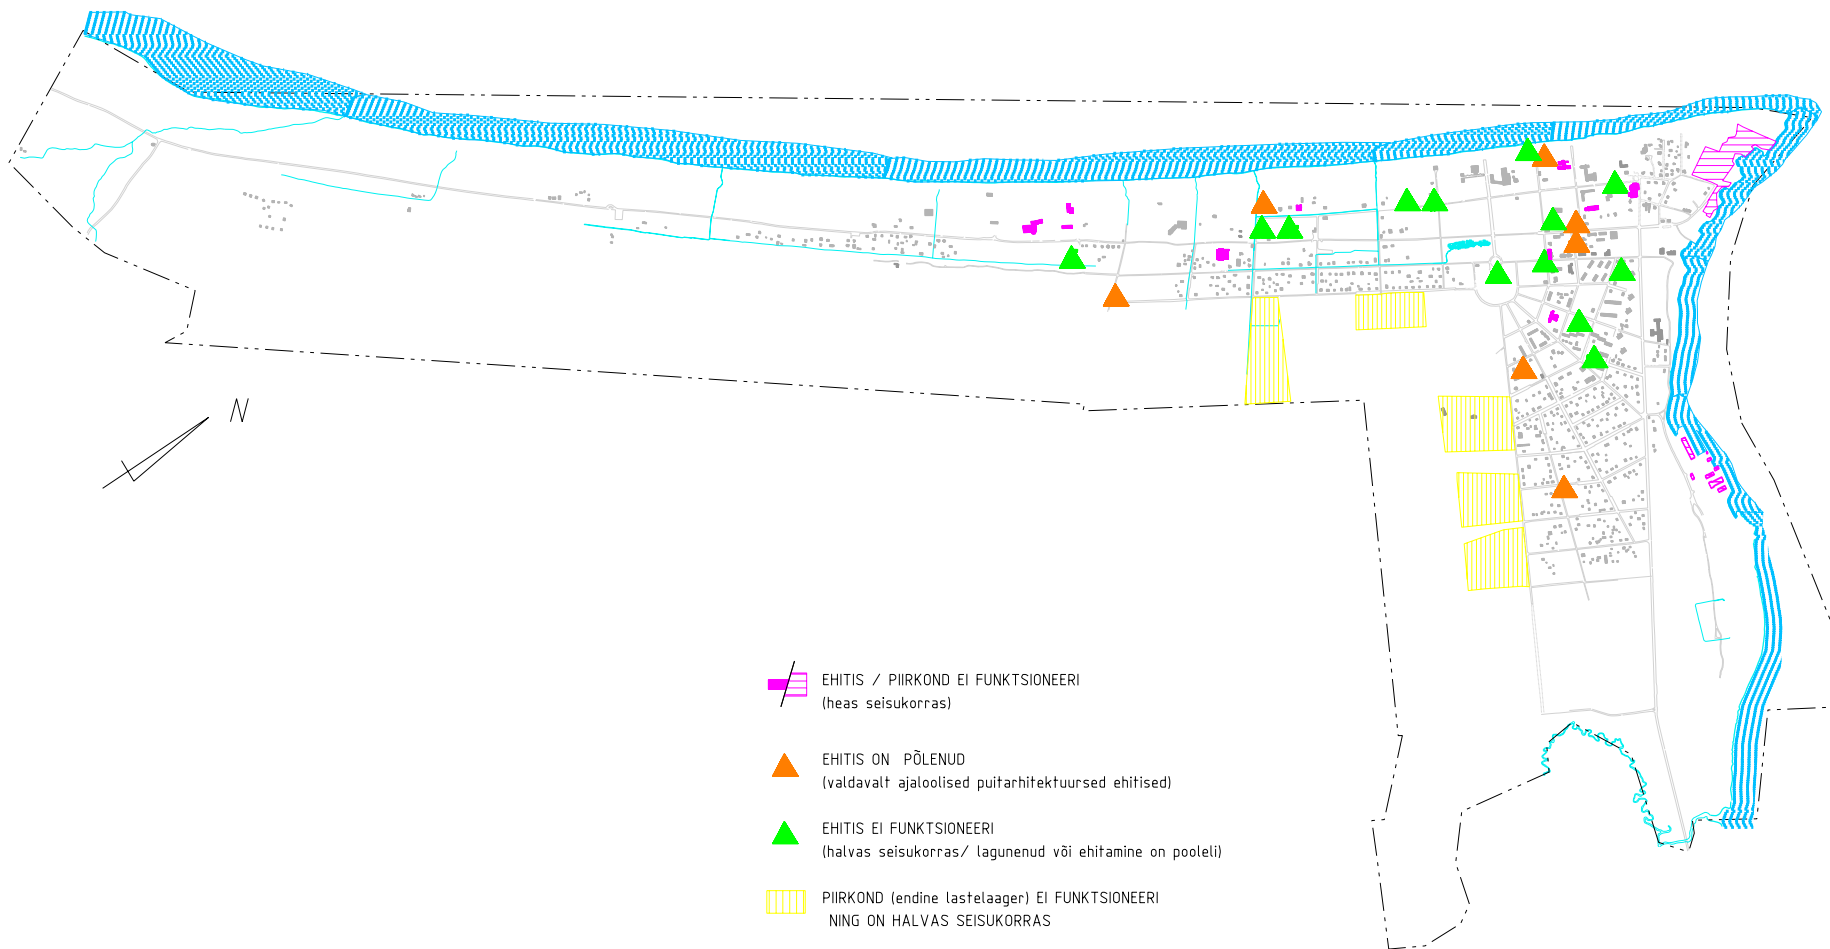 N
EHITIS / PIIRKOND EI FUNKTSIONEERI
(heas seisukorras)
EHITIS ON PÕLENUD
(valdavalt ajaloolised puitarhitektuursed ehitised)
EHITIS EI FUNKTSIONEERI
(halvas seisukorras/ lagunenud või ehitamine on pooleli)
PIIRKOND (endine lastelaager) EI FUNKTSIONEERI
NING ON HALVAS SEISUKORRAS